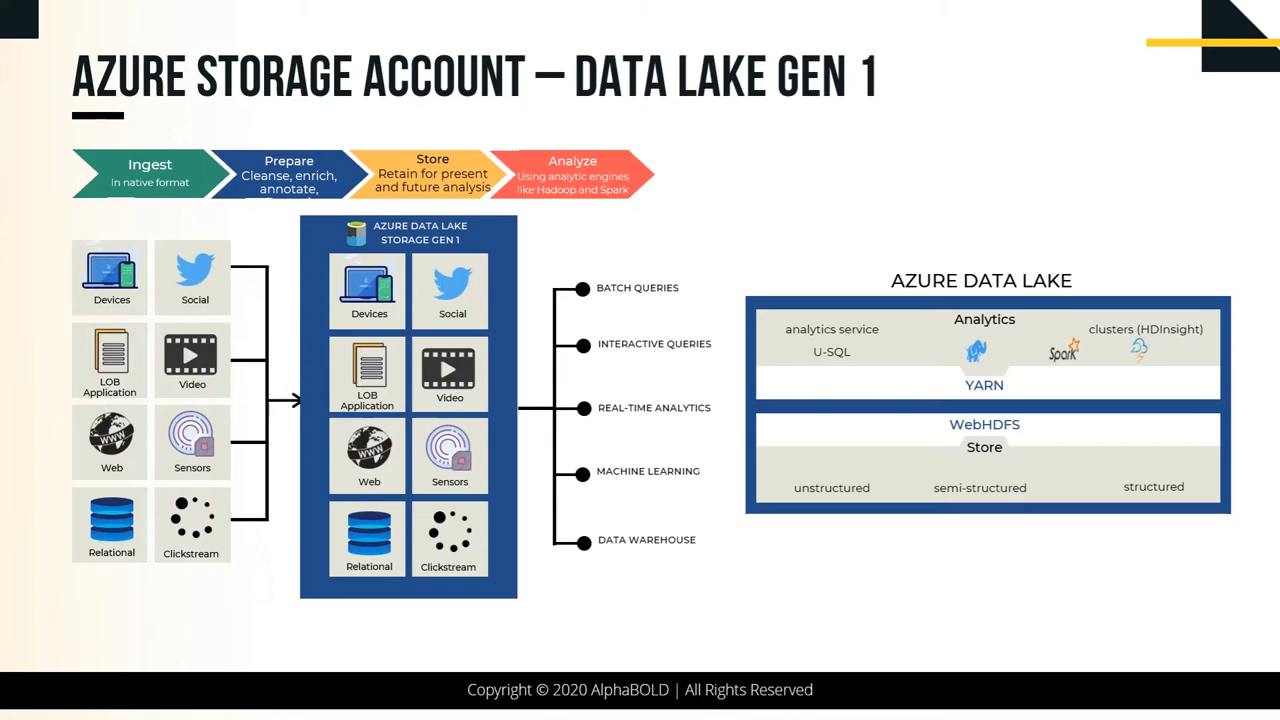 AZURE STORAGE ACCOUNT – DATA LAKE GEN 1
Ingest
In native format
Prepare
Cleanse, enrich,
annotate,
Store
Retain for present
and future analysis
Analyze
Using analytic engines
like Hadoop and Spark
Devices
Social
LOB
Application
Video
WWW
Web
Sensors
Relational
Clickstream
AZURE DATA LAKE
STORAGE GEN 1
Devices
Social
LOB
Application
Video
WWW
Web
Sensors
Relational
Clickstream
BATCH QUERIES
INTERACTIVE QUERIES
REAL-TIME ANALYTICS
MACHINE LEARNING
DATA WAREHOUSE
AZURE DATA LAKE
Analytics
analytics service
clusters (HDInsight)
U-SQL
Spark
YARN
WebHDFS
Store
unstructured
semi-structured
structured
Copyright © 2020 AlphaBOLD | All Rights Reserved